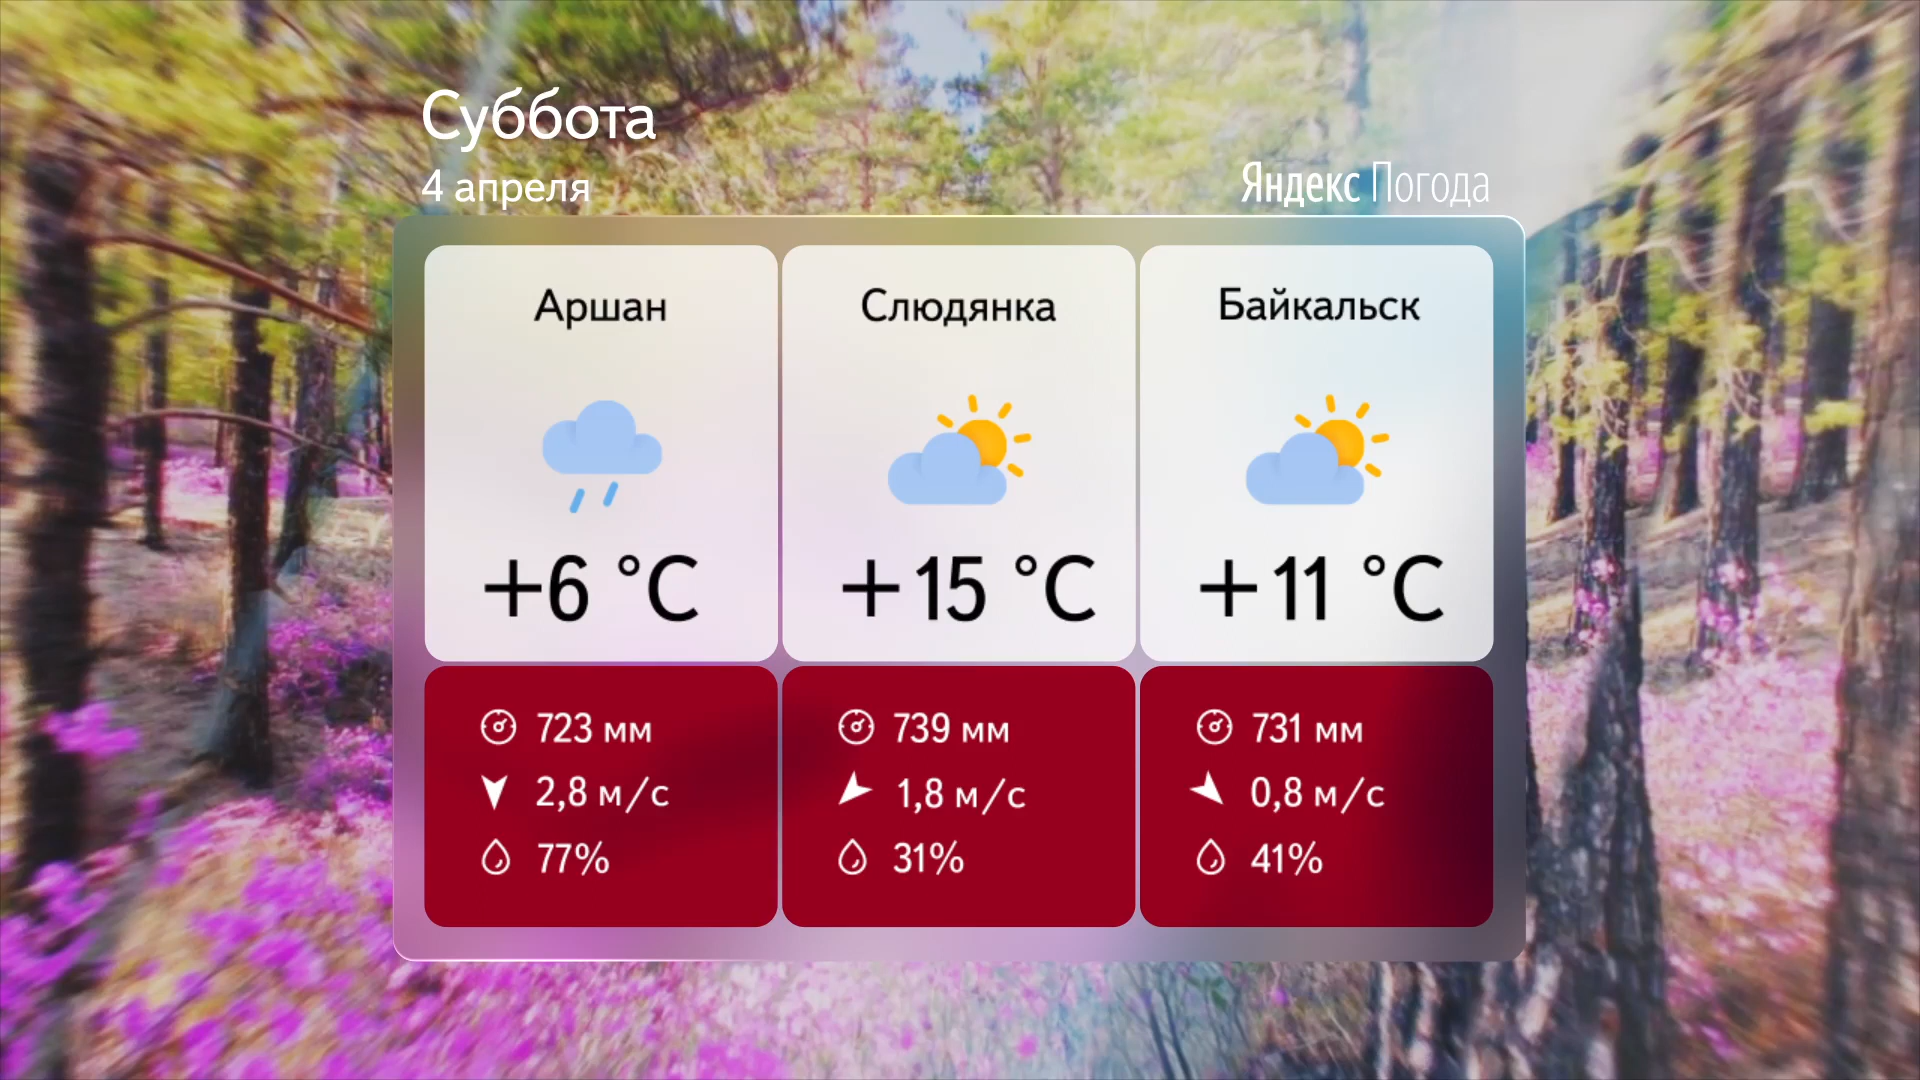 Суббота
4 апреля
Яндекс Погода
Аршан
+6 °C
723 мм
2,8 м/с
77%
Слюдянка
+15 °C
739 мм
1,8 м/с
31%
Байкальск
+11 °C
731 мм
0,8 м/с
41%